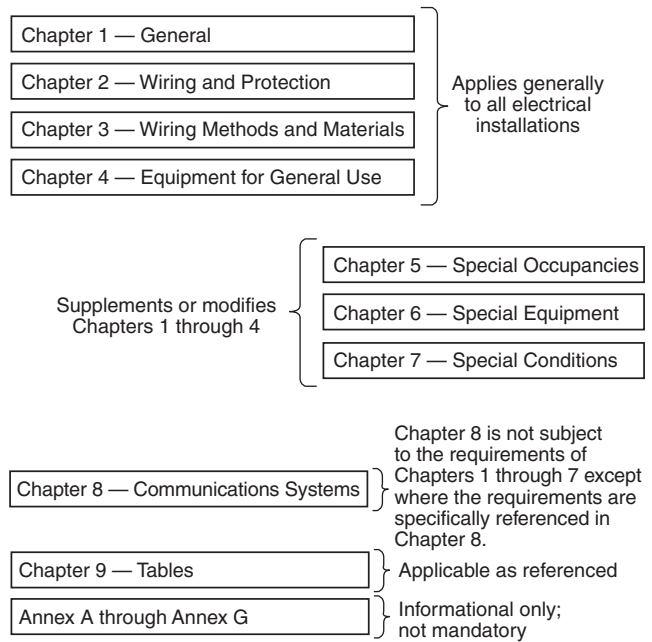 Chapter 1 — General
Chapter 2 — Wiring and Protection
Chapter 3 — Wiring Methods and Materials
Chapter 4 — Equipment for General Use
Applies generally
to all electrical
installations
Supplements or modifies
Chapters 1 through 4
Chapter 5 — Special Occupancies
Chapter 6 — Special Equipment
Chapter 7 — Special Conditions
Chapter 8 — Communications Systems
Chapter 8 is not subject
to the requirements of
Chapters 1 through 7 except
where the requirements are
specifically referenced in
Chapter 8.
Chapter 9 — Tables
Applicable as referenced
Annex A through Annex G
Informational only;
not mandatory